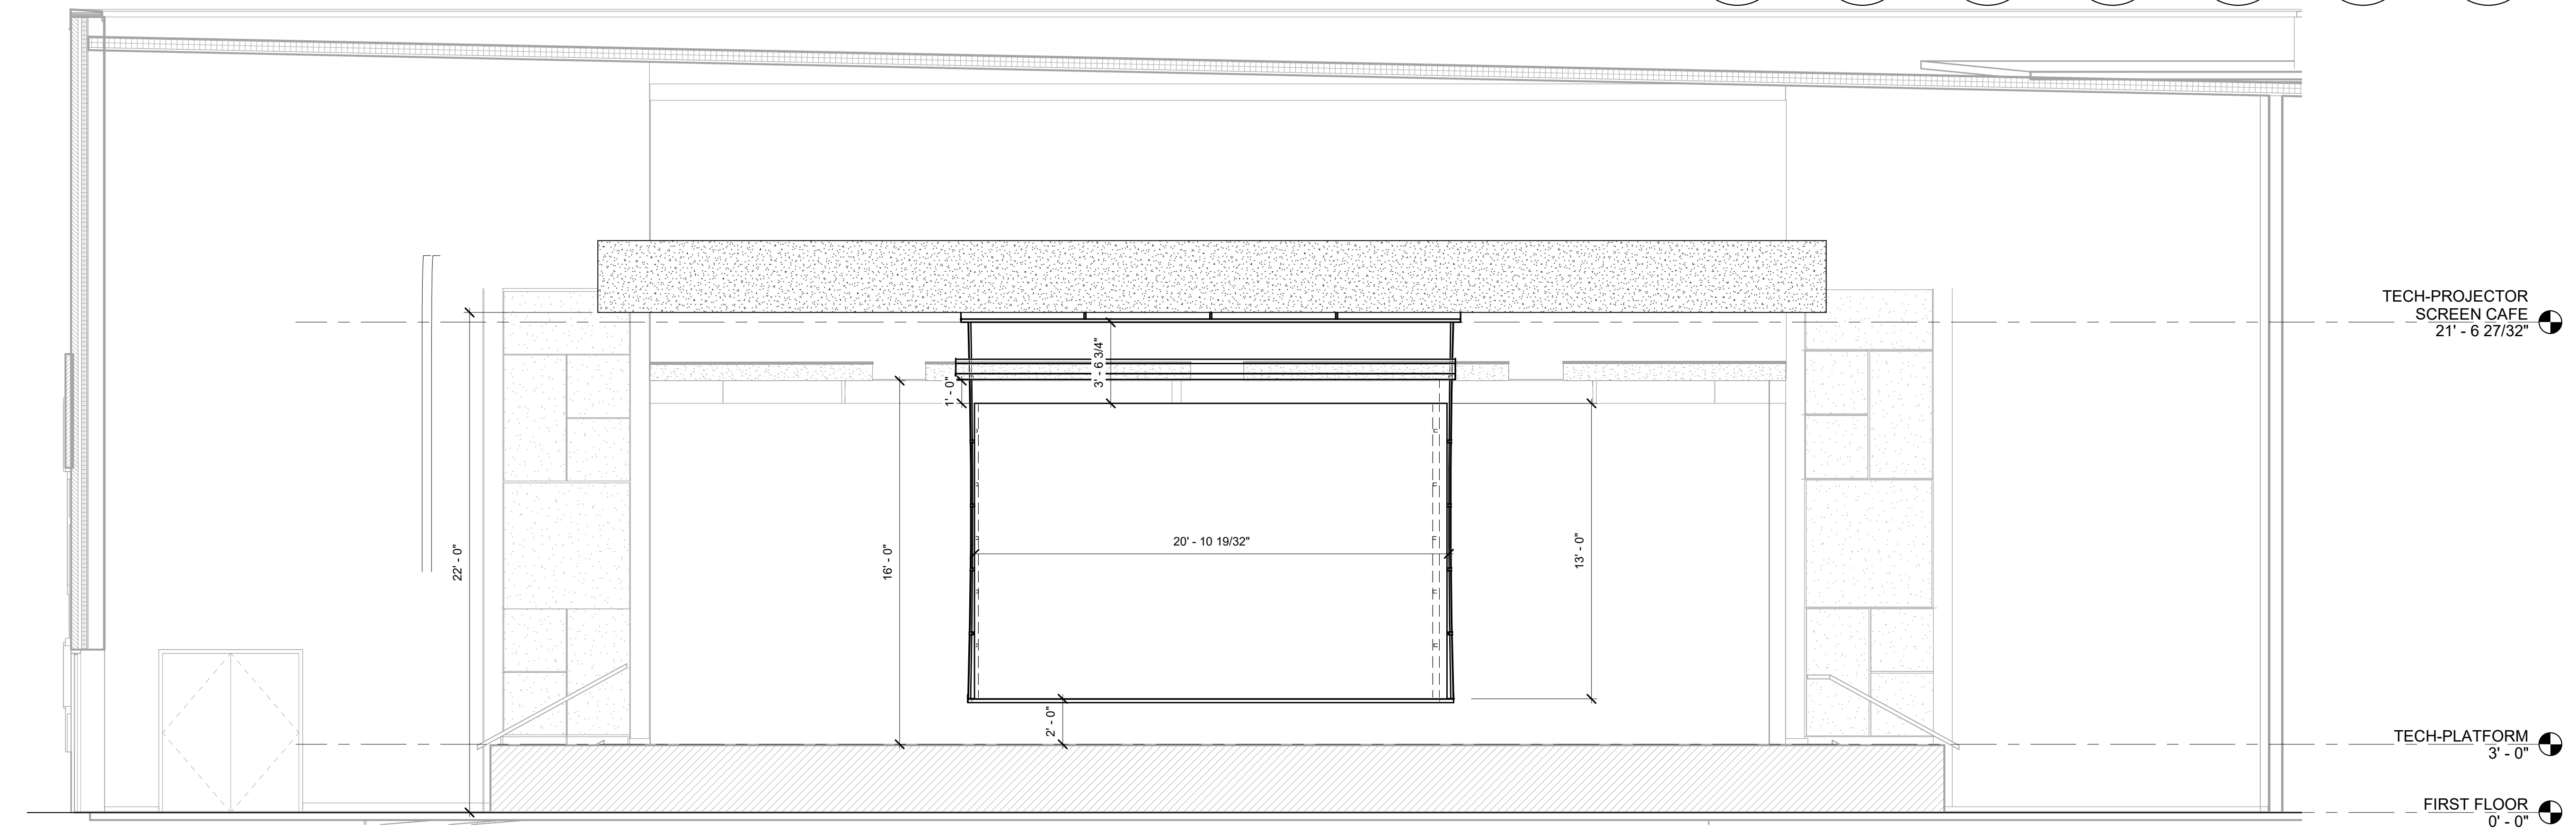 TECH-PROJECTOR
SCREEN CAFE
21' - 6 27/32"
3' - 6 3/4"
1' - 0"
20' - 10 19/32"
22' - 0"
16' - 0"
13' - 0"
2' - 0"
TECH-PLATFORM
3' - 0"
FIRST FLOOR
0' - 0"